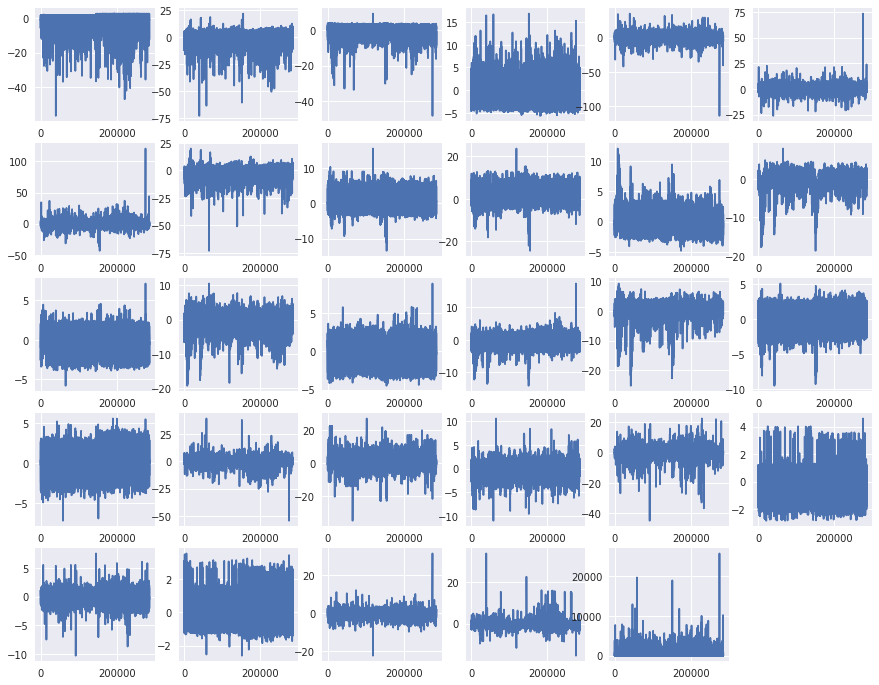 0 −20 −40 0 200000
25 0 −25 −50 −75 0 200000
0 −20 −40 0 200000
15 10 5 0 −5 0 200000
0 −50 −100 0 200000
75 50 25 0 −25 0 200000
100 50 0 −50 0 200000
25 0 −25 −50 −75 0 200000
10 0 −10 0 200000
20 0 −20 0 200000
10 5 0 −5 0 200000
0 −10 −20 0 200000
5 0 −5 0 200000
10 0 −10 −20 0 200000
5 0 −5 0 200000
10 0 −10 0 200000
10 0 −10 −20 0 200000
5 0 −5 −10 0 200000
5 0 −5 0 200000
25 0 −25 −50 0 200000
20 0 −20 0 200000
10 5 0 −5 −10 0 200000
20 0 −20 −40 0 200000
4 2 0 −2 0 200000
5 0 −5 −10 0 200000
2 0 −2 0 200000
20 0 −20 0 200000
20 0 0 200000
20000 10000 0 0 200000